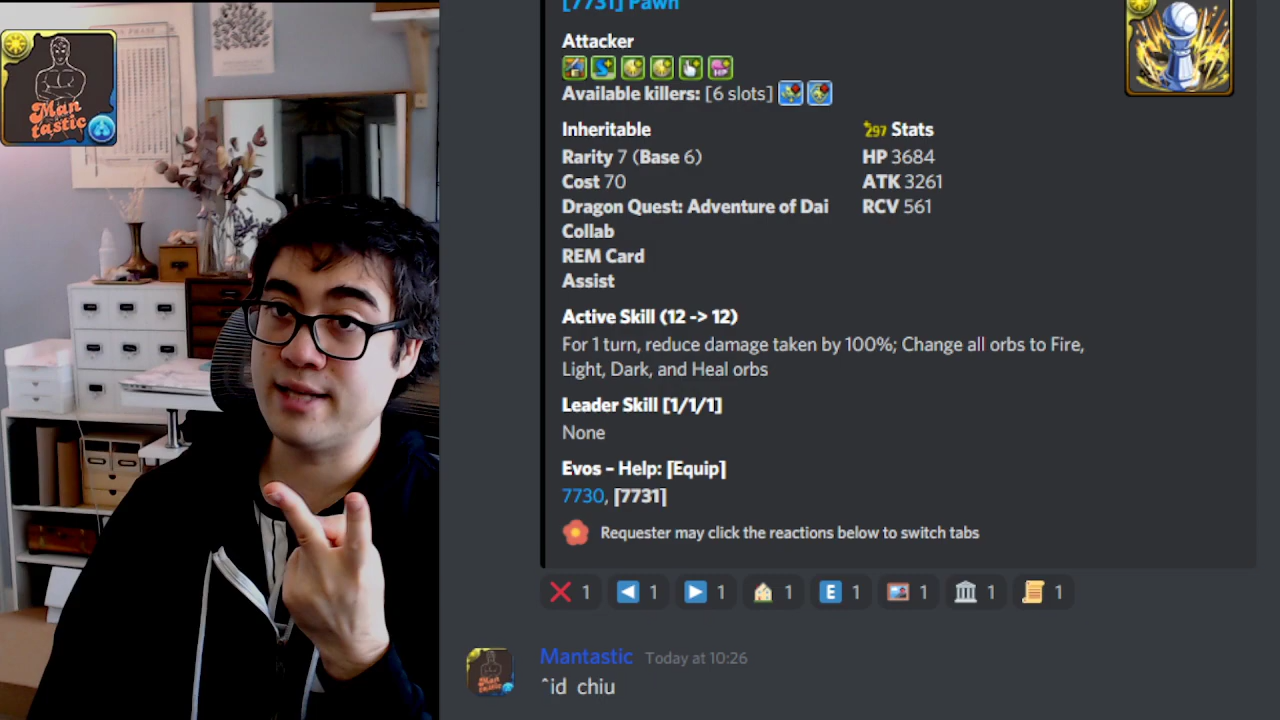 Man
tastic
[7731] Pawn
Attacker
Available killers: [6 slots]
Inheritable
Rarity 7 (Base 6)
Cost 70
Dragon Quest: Adventure of Dai
Collab
REM Card
Assist
+297 Stats
HP 3684
ATK 3261
RCV 561
Active Skill (12 -> 12)
For 1 turn, reduce damage taken by 100%; Change all orbs to Fire,
Light, Dark, and Heal orbs
Leader Skill [1/1/1]
None
Evos – Help: [Equip]
7730, [7731]
Requester may click the reactions below to switch tabs
1 1 1 1 E 1 1 1 1
Mantastic Today at 10:26
^id chiu